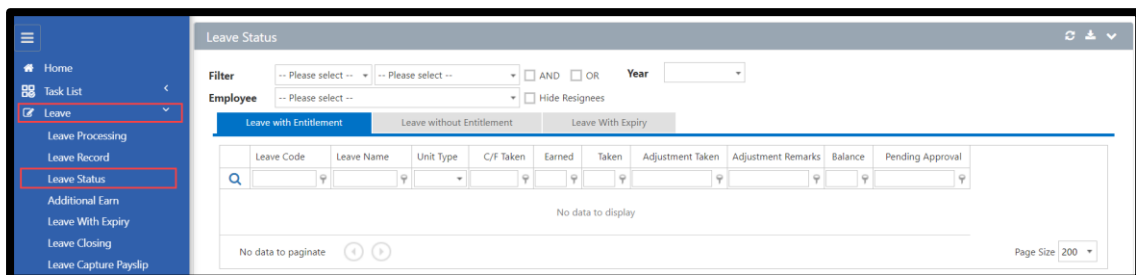 Leave Status
Home
Task List
Leave
Leave Processing
Leave Record
Leave Status
Additional Earn
Leave With Expiry
Leave Closing
Leave Capture Payslip
Filter -- Please select -- -- Please select -- AND OR Year
Employee -- Please select -- Hide Resignees
Leave with Entitlement Leave without Entitlement Leave With Expiry
Leave Code Leave Name Unit Type C/F Taken Earned Taken Adjustment Taken Adjustment Remarks Balance Pending Approval
No data to display
No data to paginate Page Size 200